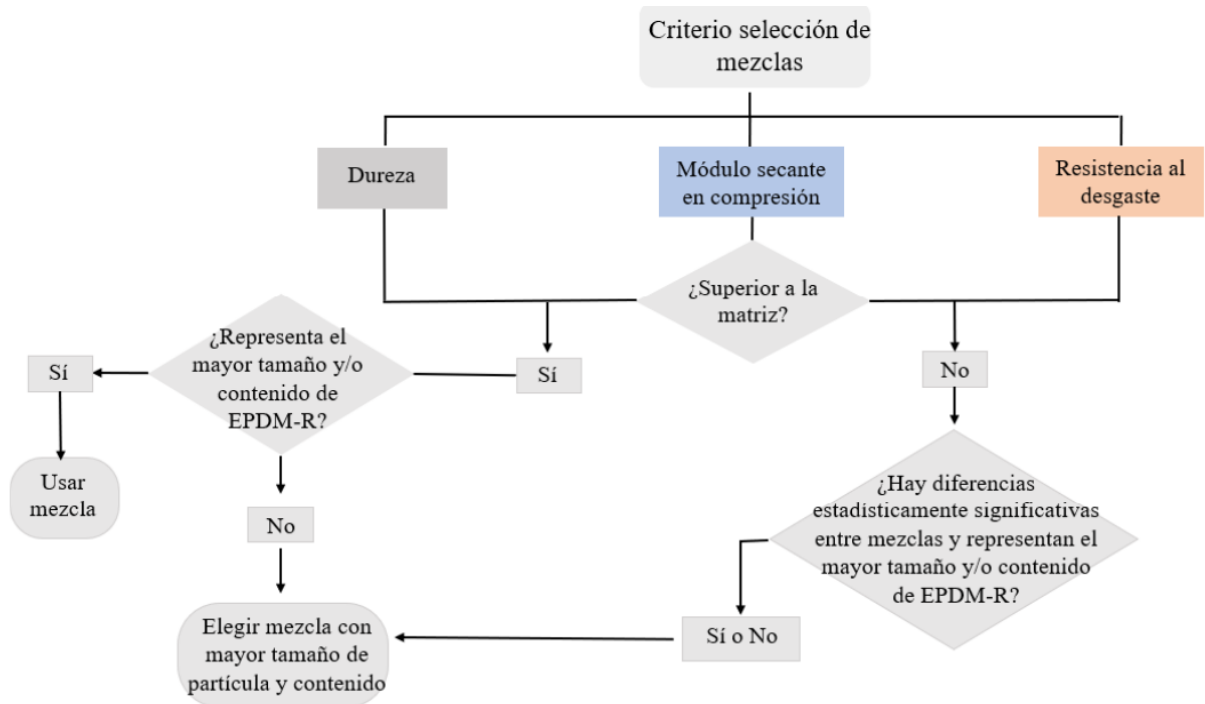 Criterio selección de
mezclas
Dureza
Módulo secante
en compresión
Resistencia al
desgaste
¿Superior a la
matriz?
¿Representa el
mayor tamaño y/o
contenido de
EPDM-R?
Sí
Sí
No
Usar
mezcla
¿Hay diferencias
estadísticamente significativas
entre mezclas y representan el
mayor tamaño y/o contenido
de EPDM-R?
No
Elegir mezcla con
mayor tamaño de
partícula y contenido
Sí o No